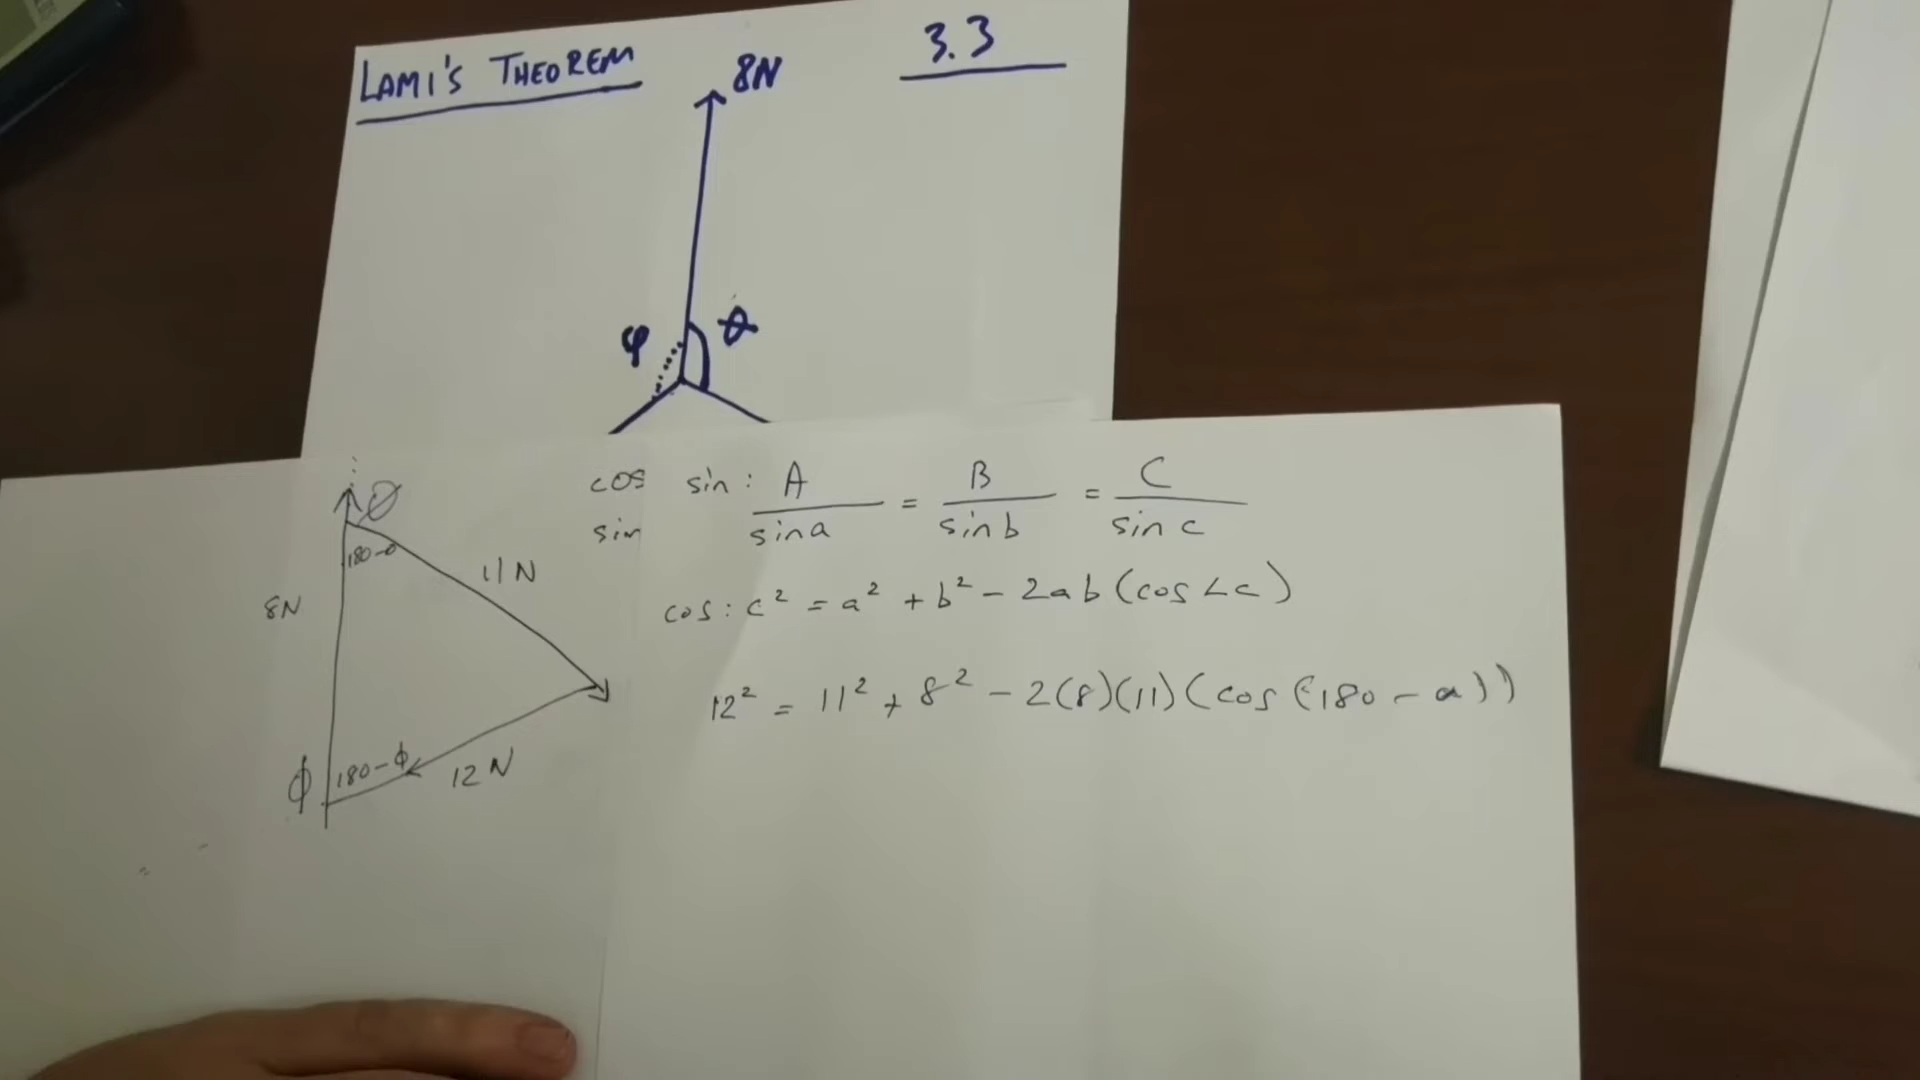 LAMI'S THEOREM
3.3
8N
φ θ
cos sin: A/sin a = B/sin b = C/sin c
sin
θ
180-θ
11N
8N
cos: c² = a² + b² - 2ab(cos∠c)
12² = 11² + 8² - 2(8)(11)(cos(180 - a))
ϕ 180-ϕ
12N